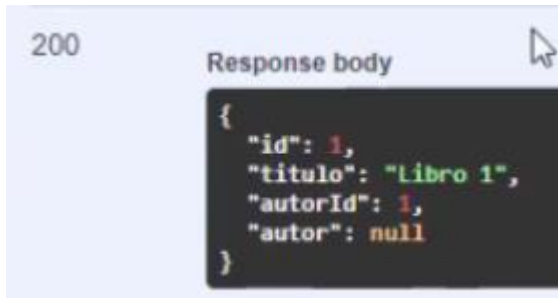 200
Response body
{
"id": 1,
"titulo": "Libro 1",
"autorId": 1,
"autor": null
}